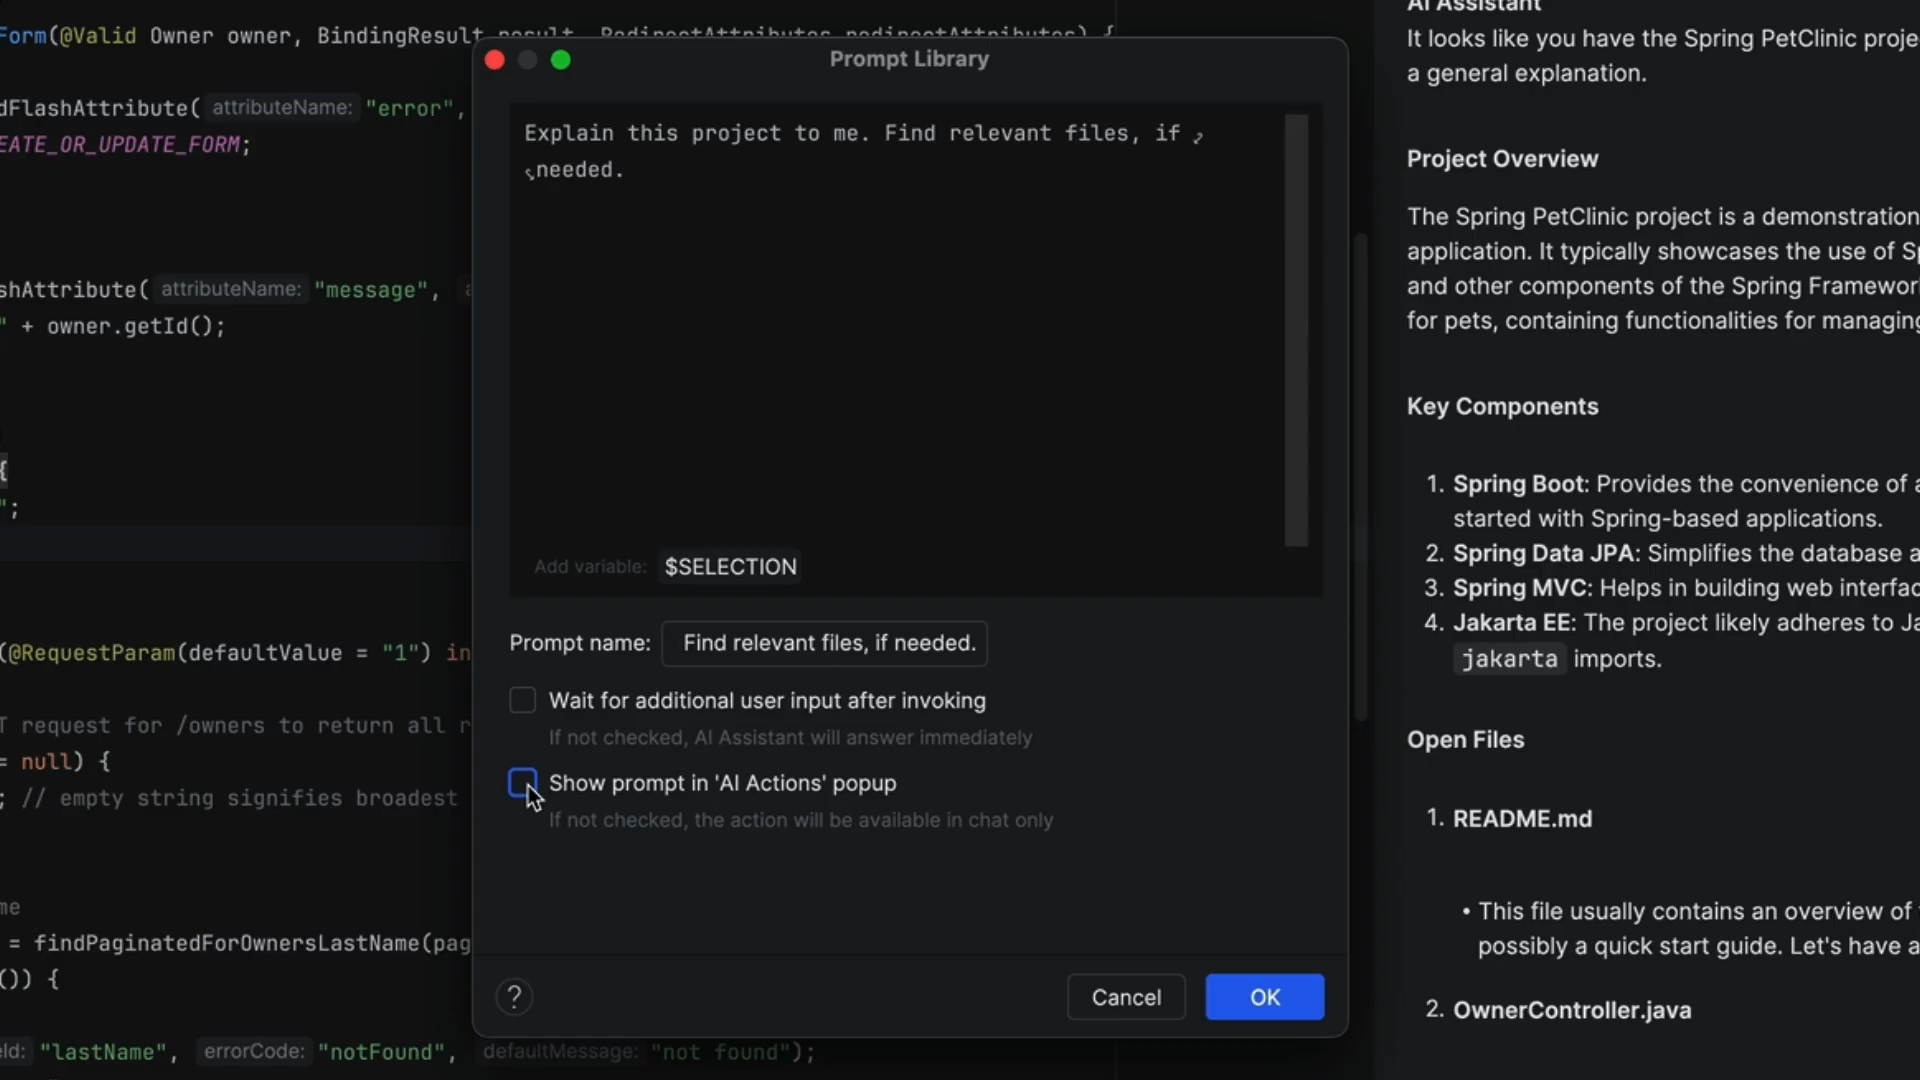 Form(@Valid Owner owner, BindingResult result, RedirectAttributes redirectAttributes) {
dFlashAttribute( attributeName: "error",
EATE_OR_UPDATE_FORM;
shAttribute( attributeName: "message", a
" + owner.getId();
{
";
(@RequestParam(defaultValue = "1") in
T request for /owners to return all r
= null) {
; // empty string signifies broadest
me
= findPaginatedForOwnersLastName(pag
()) {
eld: "lastName", errorCode: "notFound", defaultMessage: "not found");
Prompt Library
Explain this project to me. Find relevant files, if
needed.
Add variable: $SELECTION
Prompt name: Find relevant files, if needed.
Wait for additional user input after invoking
If not checked, AI Assistant will answer immediately
Show prompt in 'AI Actions' popup
If not checked, the action will be available in chat only
?
Cancel
OK
AI Assistant
It looks like you have the Spring PetClinic proje
a general explanation.
Project Overview
The Spring PetClinic project is a demonstration
application. It typically showcases the use of Sp
and other components of the Spring Framewor
for pets, containing functionalities for managing
Key Components
1. Spring Boot: Provides the convenience of a
started with Spring-based applications.
2. Spring Data JPA: Simplifies the database a
3. Spring MVC: Helps in building web interfac
4. Jakarta EE: The project likely adheres to Ja
jakarta imports.
Open Files
1. README.md
• This file usually contains an overview of
possibly a quick start guide. Let's have a
2. OwnerController.java